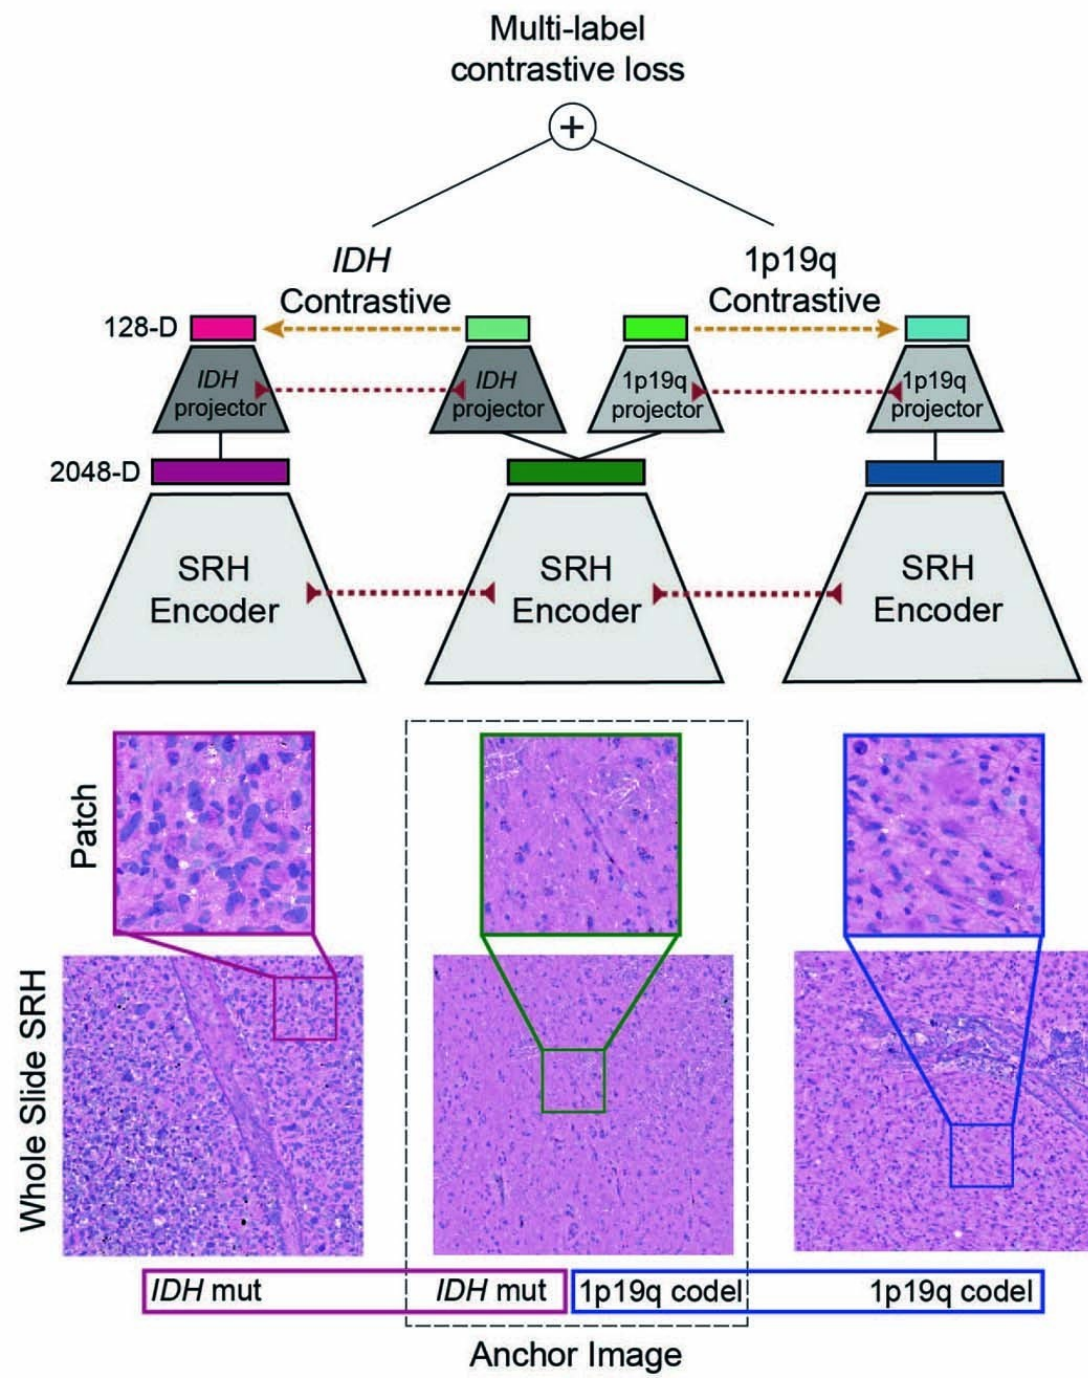 Multi-label
contrastive loss
+
IDH
Contrastive
1p19q
Contrastive
128-D
IDH
projector
IDH
projector
1p19q
projector
1p19q
projector
2048-D
SRH
Encoder
SRH
Encoder
SRH
Encoder
Patch
Whole Slide SRH
IDH mut
IDH mut
1p19q codel
1p19q codel
Anchor Image